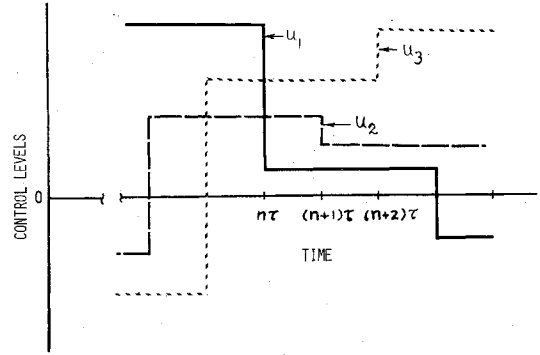 u₁
u₃
u₂
CONTROL LEVELS
0
nτ (n+1)τ (n+2)τ
TIME